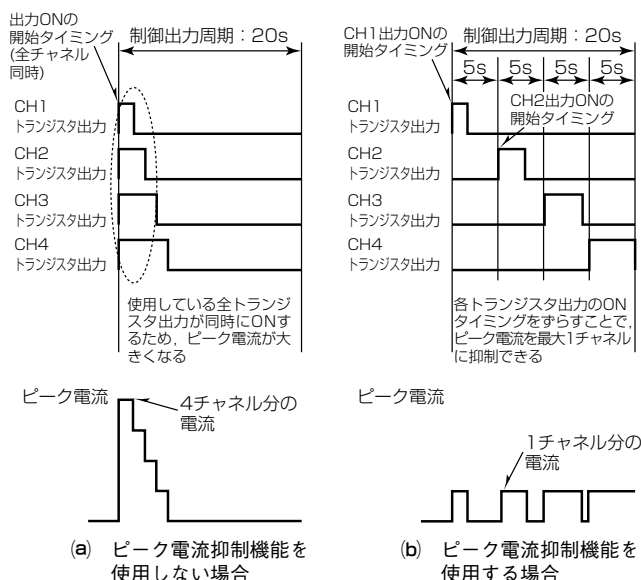 出力ONの
開始タイミング
(全チャネル
同時)
制御出力周期：20s
CH1
トランジスタ出力
CH2
トランジスタ出力
CH3
トランジスタ出力
CH4
トランジスタ出力
使用している全トランジ
スタ出力が同時にONす
るため，ピーク電流が大
きくなる
ピーク電流
4チャネル分の
電流
(a) ピーク電流抑制機能を
使用しない場合
CH1出力ONの
開始タイミング
制御出力周期：20s
5s 5s 5s 5s
CH1
トランジスタ出力
CH2出力ONの
開始タイミング
CH2
トランジスタ出力
CH3
トランジスタ出力
CH4
トランジスタ出力
各トランジスタ出力のON
タイミングをずらすことで，
ピーク電流を最大1チャネル
に抑制できる
ピーク電流
1チャネル分の
電流
(b) ピーク電流抑制機能を
使用する場合